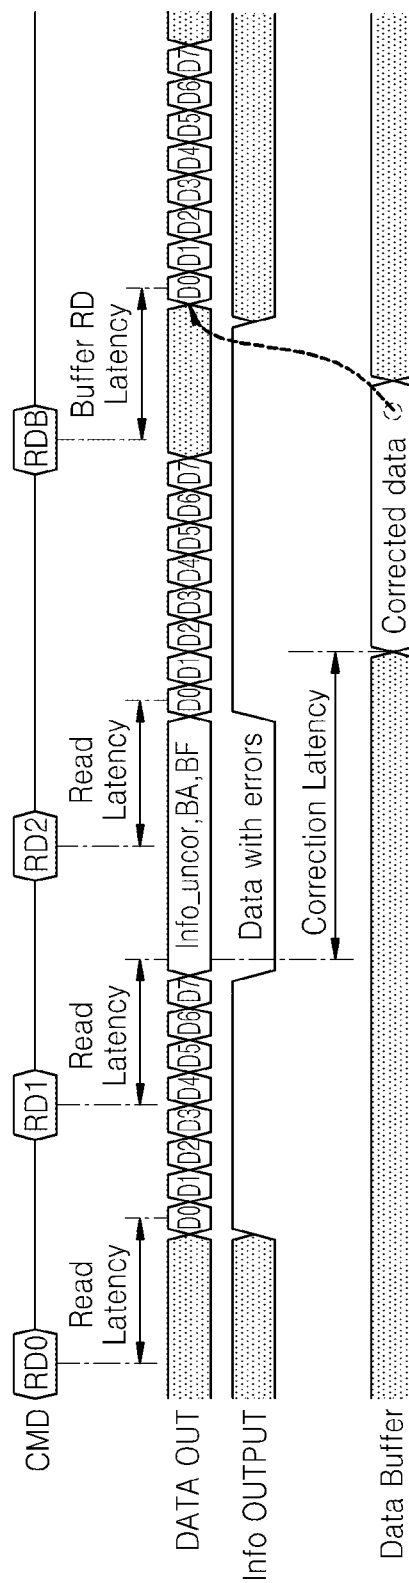 CMD RD0 RD1 RD2 RDB
Read Latency
Read Latency
Read Latency
Buffer RD Latency
DATA OUT D0 D1 D2 D3 D4 D5 D6 D7 Info_uncor, BA, BF D0 D1 D2 D3 D4 D5 D6 D7 D0 D1 D2 D3 D4 D5 D6 D7
Info OUTPUT Data with errors
Correction Latency
Data Buffer Corrected data